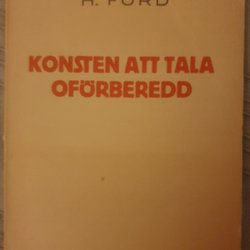 H. FORD
KONSTEN ATT TALA
OFÖRBEREDD